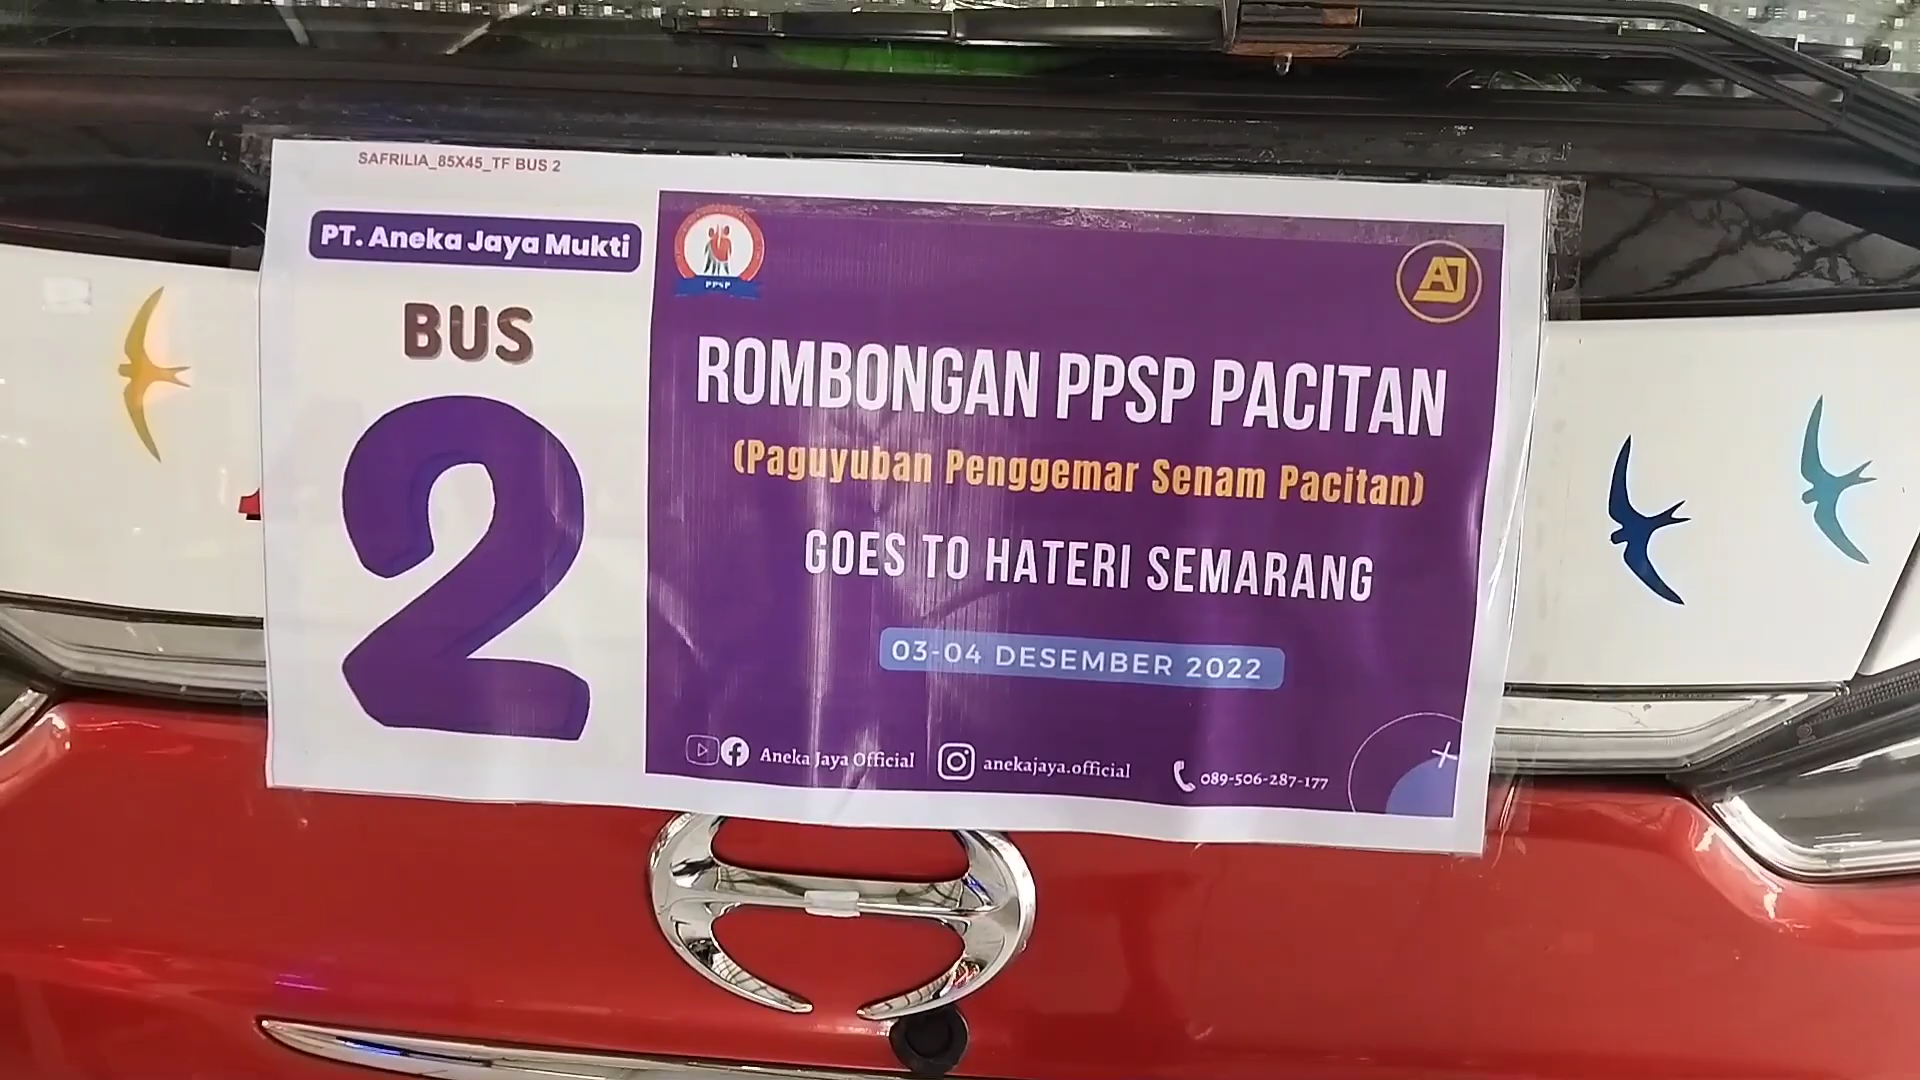 SAFRILIA_85X45_TF BUS 2
PT. Aneka Jaya Mukti
BUS
2
PPSP
AJ
ROMBONGAN PPSP PACITAN
(Paguyuban Penggemar Senam Pacitan)
GOES TO HATERI SEMARANG
03-04 DESEMBER 2022
Aneka Jaya Official
anekajaya.official
089-506-287-177